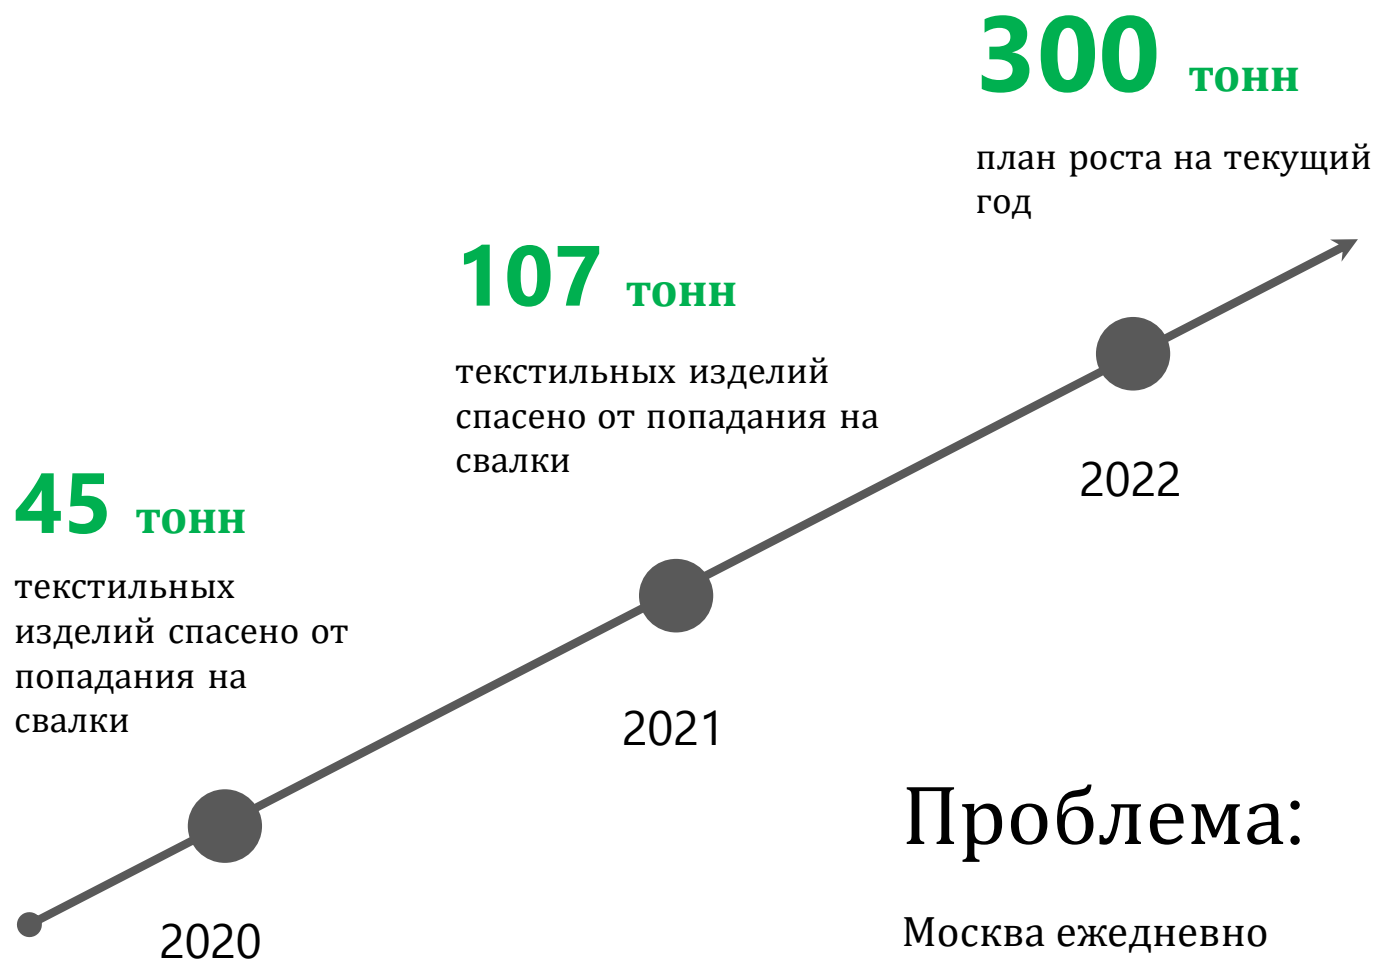 300 тонн
план роста на текущий
год
107 тонн
текстильных изделий
спасено от попадания на
свалки
2022
45 тонн
текстильных
изделий спасено от
попадания на
свалки
2021
2020
Проблема:
Москва ежедневно